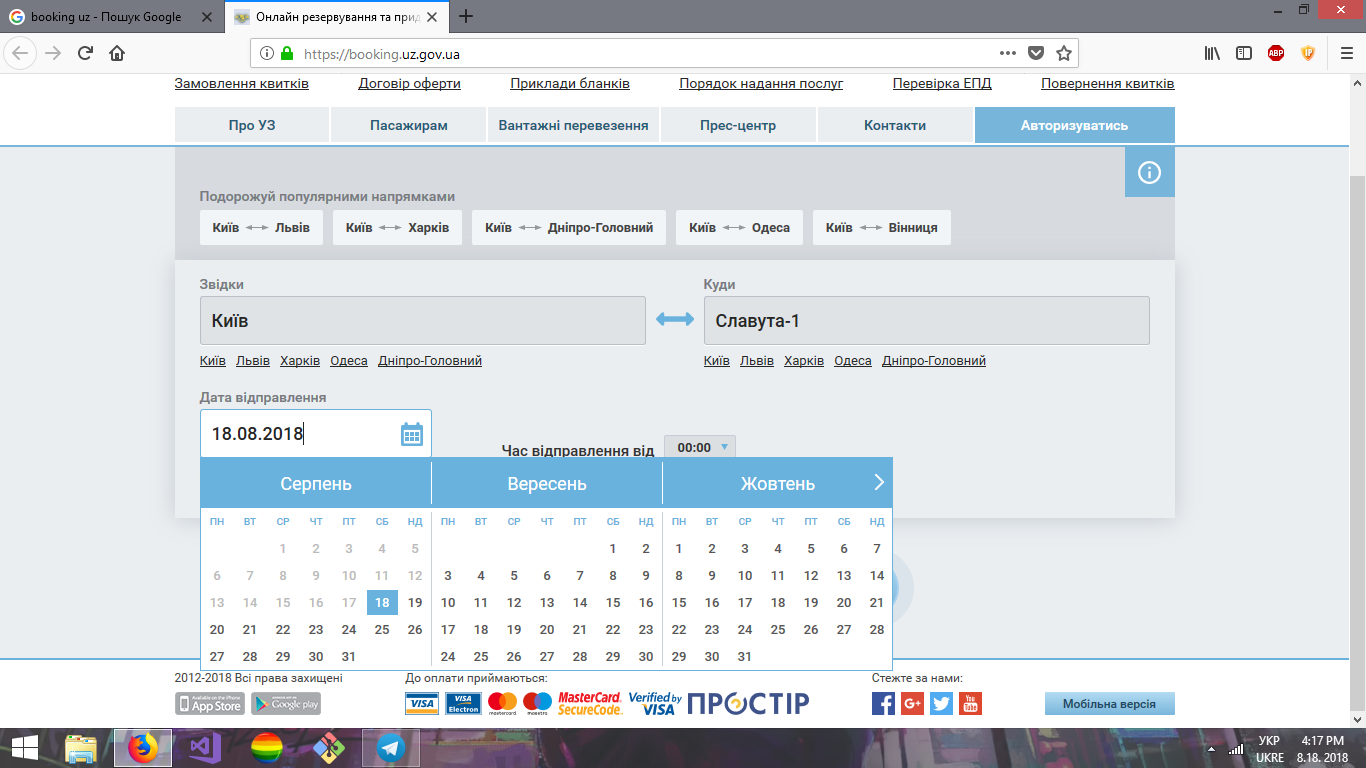 booking uz - Пошук Google
Онлайн резервування та прид
https://booking.uz.gov.ua
ABP
IP
Замовлення квитків Договір оферти Приклади бланків Порядок надання послуг Перевірка ЕПД Повернення квитків
Про УЗ Пасажирам Вантажні перевезення Прес-центр Контакти Авторизуватись
Подорожуй популярними напрямками
Київ Львів Київ Харків Київ Дніпро-Головний Київ Одеса Київ Вінниця
Звідки Куди
Київ Славута-1
Київ Львів Харків Одеса Дніпро-Головний Київ Львів Харків Одеса Дніпро-Головний
Дата відправлення
18.08.2018
Час відправлення від 00:00
Серпень Вересень Жовтень
ПН ВТ СР ЧТ ПТ СБ НД ПН ВТ СР ЧТ ПТ СБ НД ПН ВТ СР ЧТ ПТ СБ НД
1 2 3 4 5 1 2 1 2 3 4 5 6 7
6 7 8 9 10 11 12 3 4 5 6 7 8 9 8 9 10 11 12 13 14
13 14 15 16 17 18 19 10 11 12 13 14 15 16 15 16 17 18 19 20 21
20 21 22 23 24 25 26 17 18 19 20 21 22 23 22 23 24 25 26 27 28
27 28 29 30 31 24 25 26 27 28 29 30 29 30 31
2012-2018 Всі права захищені До оплати приймаються: Стежте за нами:
Available on the iPhone
App Store
ANDROID APP ON
Google play
VISA
VISA
Electron
mastercard.
maestro
MasterCard.
SecureCode.
Verified by
VISA
ПРОСТІР
G+
You
Tube
Мобільна версія
УКР 4:17 PM
UKRE 8.18. 2018